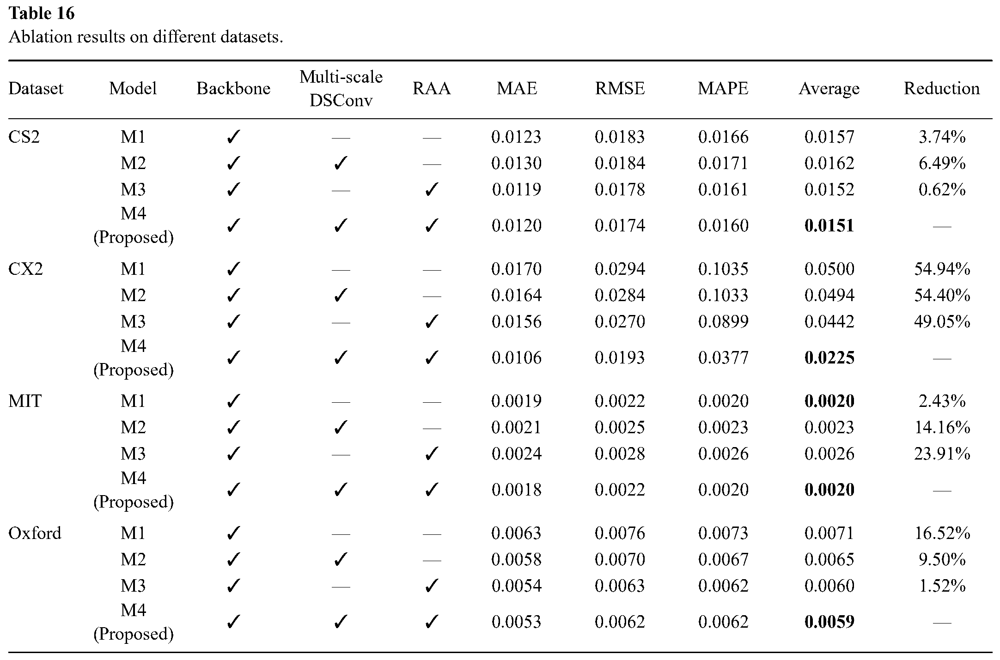 Table 16
Ablation results on different datasets.
Dataset Model Backbone Multi-scale DSConv RAA MAE RMSE MAPE Average Reduction
CS2 M1 ✓ — — 0.0123 0.0183 0.0166 0.0157 3.74%
M2 ✓ ✓ — 0.0130 0.0184 0.0171 0.0162 6.49%
M3 ✓ — ✓ 0.0119 0.0178 0.0161 0.0152 0.62%
M4 (Proposed) ✓ ✓ ✓ 0.0120 0.0174 0.0160 0.0151 —
CX2 M1 ✓ — — 0.0170 0.0294 0.1035 0.0500 54.94%
M2 ✓ ✓ — 0.0164 0.0284 0.1033 0.0494 54.40%
M3 ✓ — ✓ 0.0156 0.0270 0.0899 0.0442 49.05%
M4 (Proposed) ✓ ✓ ✓ 0.0106 0.0193 0.0377 0.0225 —
MIT M1 ✓ — — 0.0019 0.0022 0.0020 0.0020 2.43%
M2 ✓ ✓ — 0.0021 0.0025 0.0023 0.0023 14.16%
M3 ✓ — ✓ 0.0024 0.0028 0.0026 0.0026 23.91%
M4 (Proposed) ✓ ✓ ✓ 0.0018 0.0022 0.0020 0.0020 —
Oxford M1 ✓ — — 0.0063 0.0076 0.0073 0.0071 16.52%
M2 ✓ ✓ — 0.0058 0.0070 0.0067 0.0065 9.50%
M3 ✓ — ✓ 0.0054 0.0063 0.0062 0.0060 1.52%
M4 (Proposed) ✓ ✓ ✓ 0.0053 0.0062 0.0062 0.0059 —